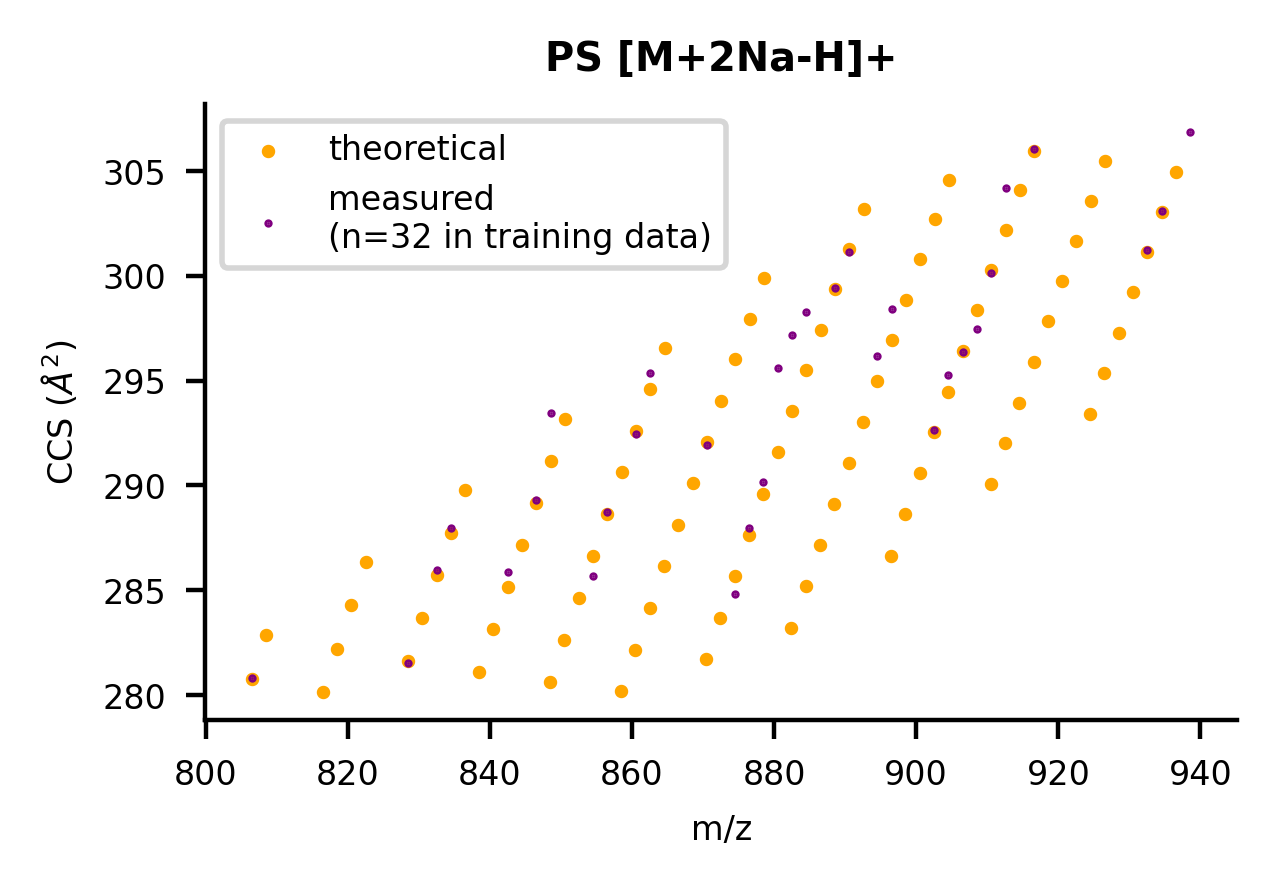 PS [M+2Na-H]+
theoretical
measured
(n=32 in training data)
CCS (Å²)
305
300
295
290
285
280
800 820 840 860 880 900 920 940
m/z